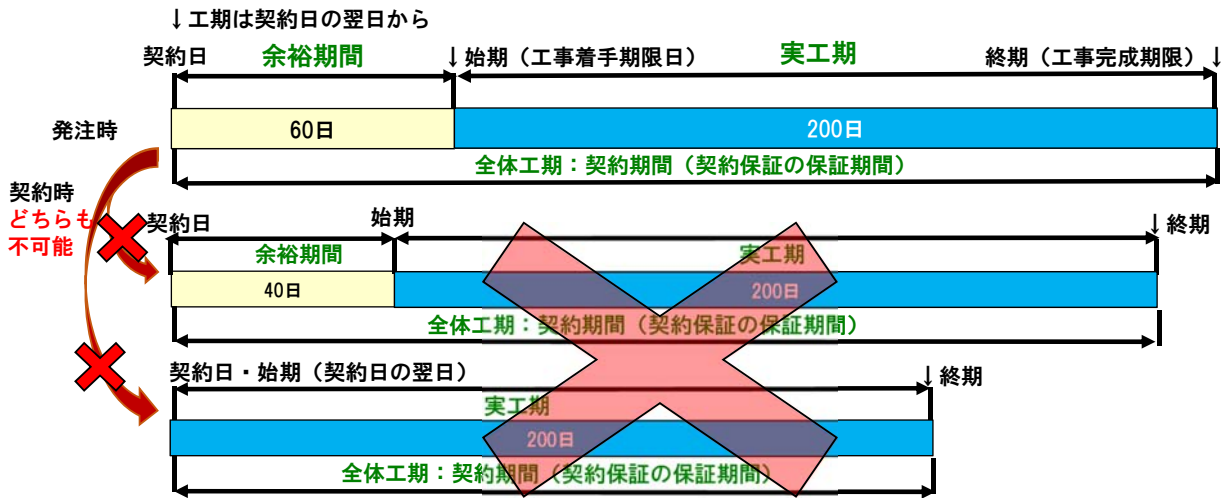 ↓工期は契約日の翌日から
契約日 余裕期間 ↓始期（工事着手期限日） 実工期 終期（工事完成期限）↓
発注時 60日 200日
全体工期：契約期間（契約保証の保証期間）
契約時
どちらも
不可能
契約日 始期 ↓終期
余裕期間 実工期
40日 200日
全体工期：契約期間（契約保証の保証期間）
契約日・始期（契約日の翌日） ↓終期
実工期
200日
全体工期：契約期間（契約保証の保証期間）